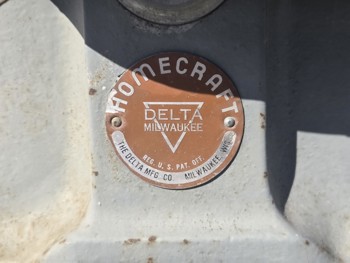 HOMECRAFT
DELTA
MILWAUKEE
REG. U. S. PAT. OFF.
THE DELTA MFG. CO. MILWAUKEE, WIS.